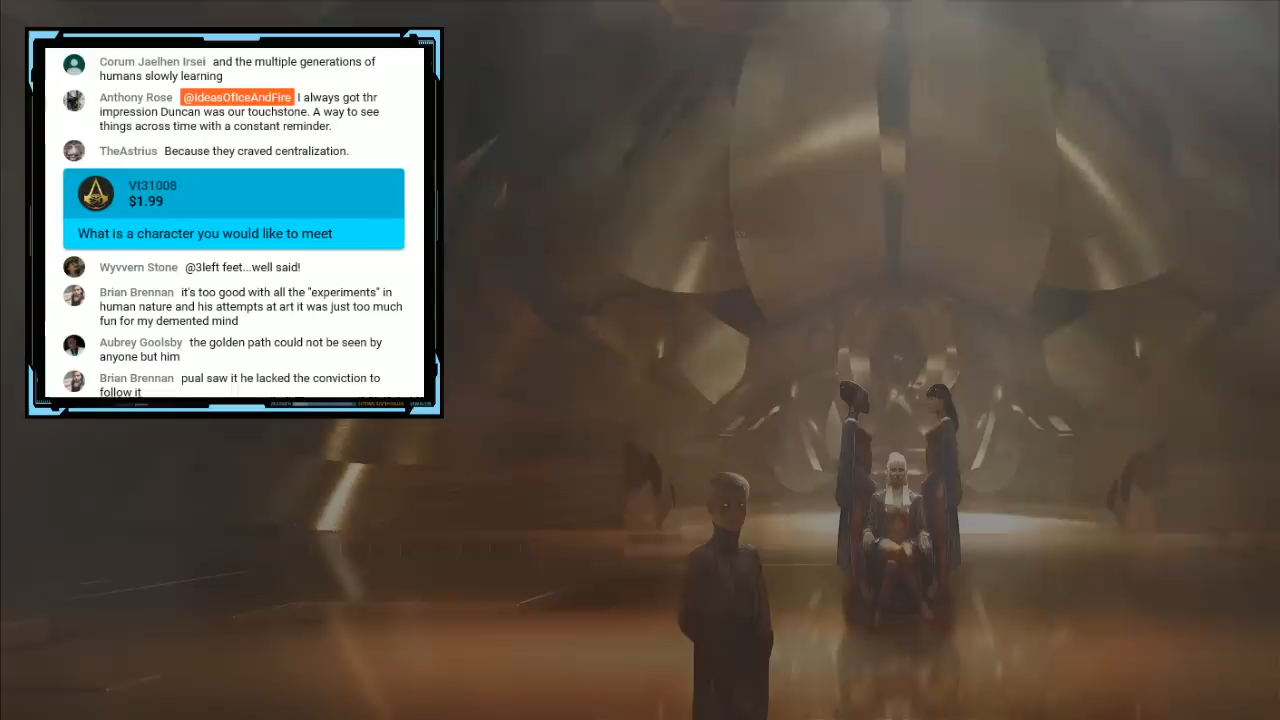 Corum Jaelhen Irsei and the multiple generations of
humans slowly learning
Anthony Rose @IdeasOfIceAndFire I always got thr
impression Duncan was our touchstone. A way to see
things across time with a constant reminder.
TheAstrius Because they craved centralization.
Vt31008
$1.99
What is a character you would like to meet
Wyvvern Stone @3left feet...well said!
Brian Brennan it's too good with all the "experiments" in
human nature and his attempts at art it was just too much
fun for my demented mind
Aubrey Goolsby the golden path could not be seen by
anyone but him
Brian Brennan pual saw it he lacked the conviction to
follow it